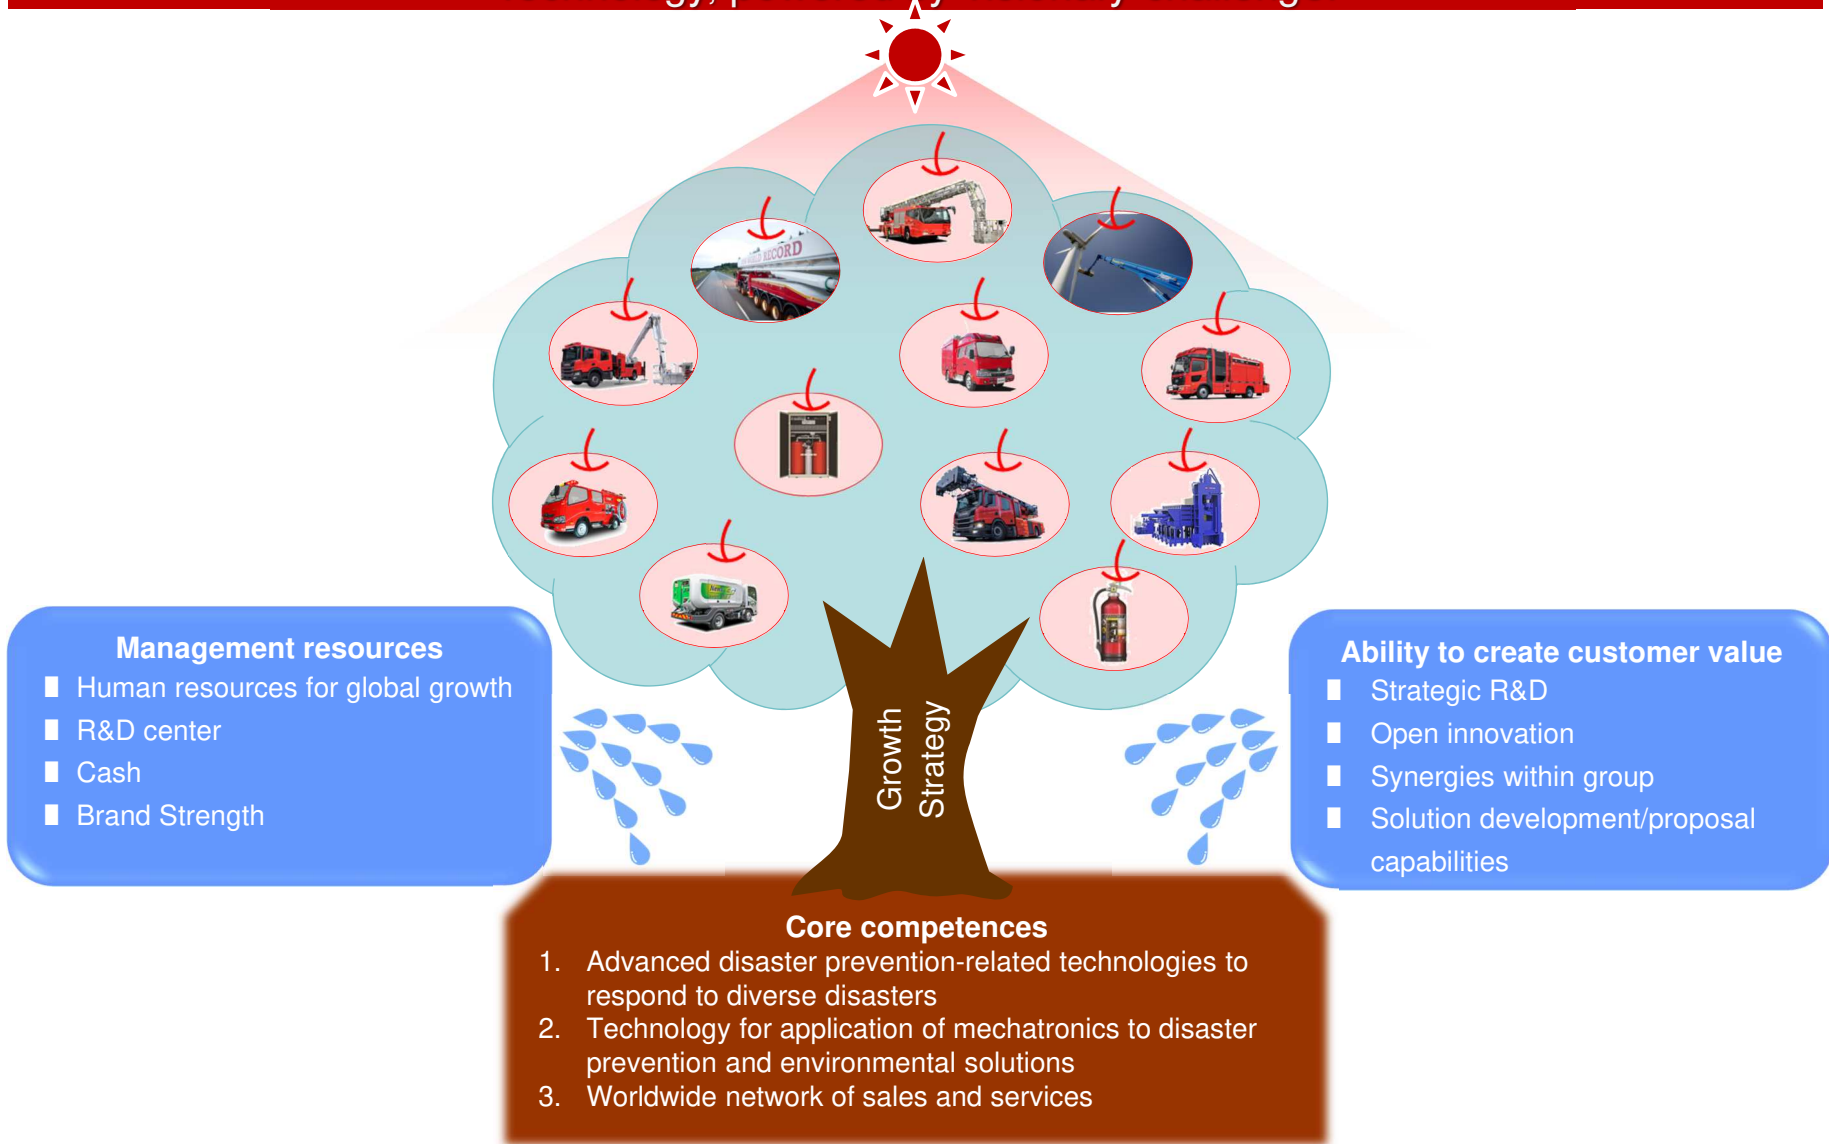 RECORD
Management resources
Human resources for global growth
R&D center
Cash
Brand Strength
Growth
Strategy
Ability to create customer value
Strategic R&D
Open innovation
Synergies within group
Solution development/proposal
capabilities
Core competences
1. Advanced disaster prevention-related technologies to
respond to diverse disasters
2. Technology for application of mechatronics to disaster
prevention and environmental solutions
3. Worldwide network of sales and services